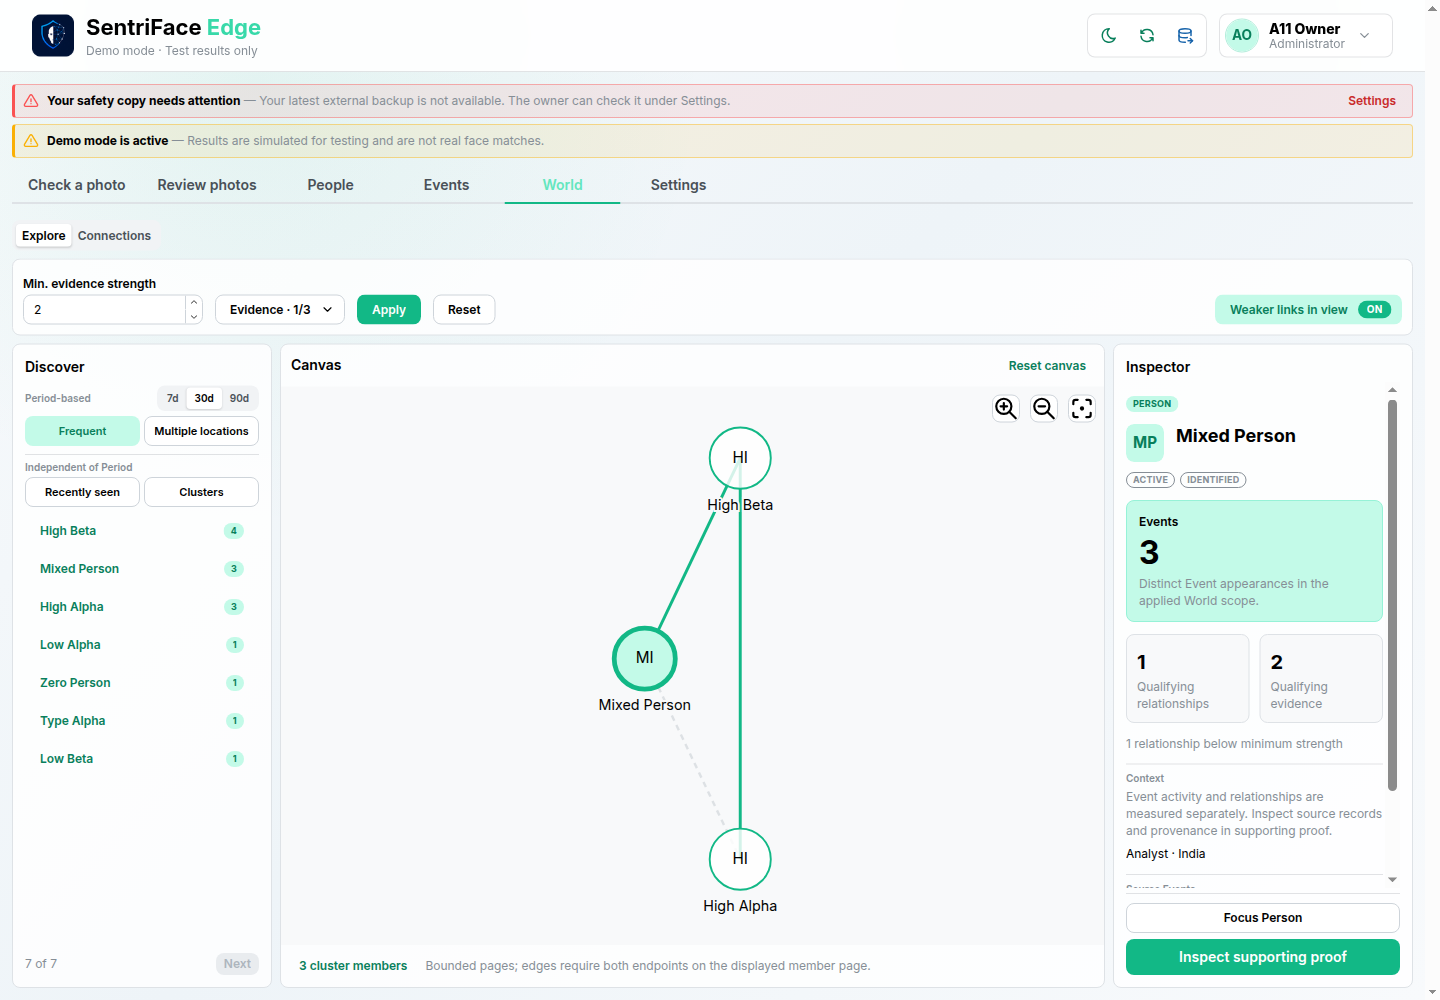 SentriFace Edge
Demo mode · Test results only
AO
A11 Owner
Administrator
Your safety copy needs attention — Your latest external backup is not available. The owner can check it under Settings.
Settings
Demo mode is active — Results are simulated for testing and are not real face matches.
Check a photo
Review photos
People
Events
World
Settings
Explore
Connections
Min. evidence strength
2
Evidence · 1/3
Apply
Reset
Weaker links in view
ON
Discover
Period-based
7d
30d
90d
Frequent
Multiple locations
Independent of Period
Recently seen
Clusters
High Beta
4
Mixed Person
3
High Alpha
3
Low Alpha
1
Zero Person
1
Type Alpha
1
Low Beta
1
7 of 7
Next
Canvas
Reset canvas
HI
High Beta
MI
Mixed Person
HI
High Alpha
3 cluster members
Bounded pages; edges require both endpoints on the displayed member page.
Inspector
PERSON
MP
Mixed Person
ACTIVE
IDENTIFIED
Events
3
Distinct Event appearances in the
applied World scope.
1
Qualifying
relationships
2
Qualifying
evidence
1 relationship below minimum strength
Context
Event activity and relationships are
measured separately. Inspect source records
and provenance in supporting proof.
Analyst · India
Focus Person
Inspect supporting proof